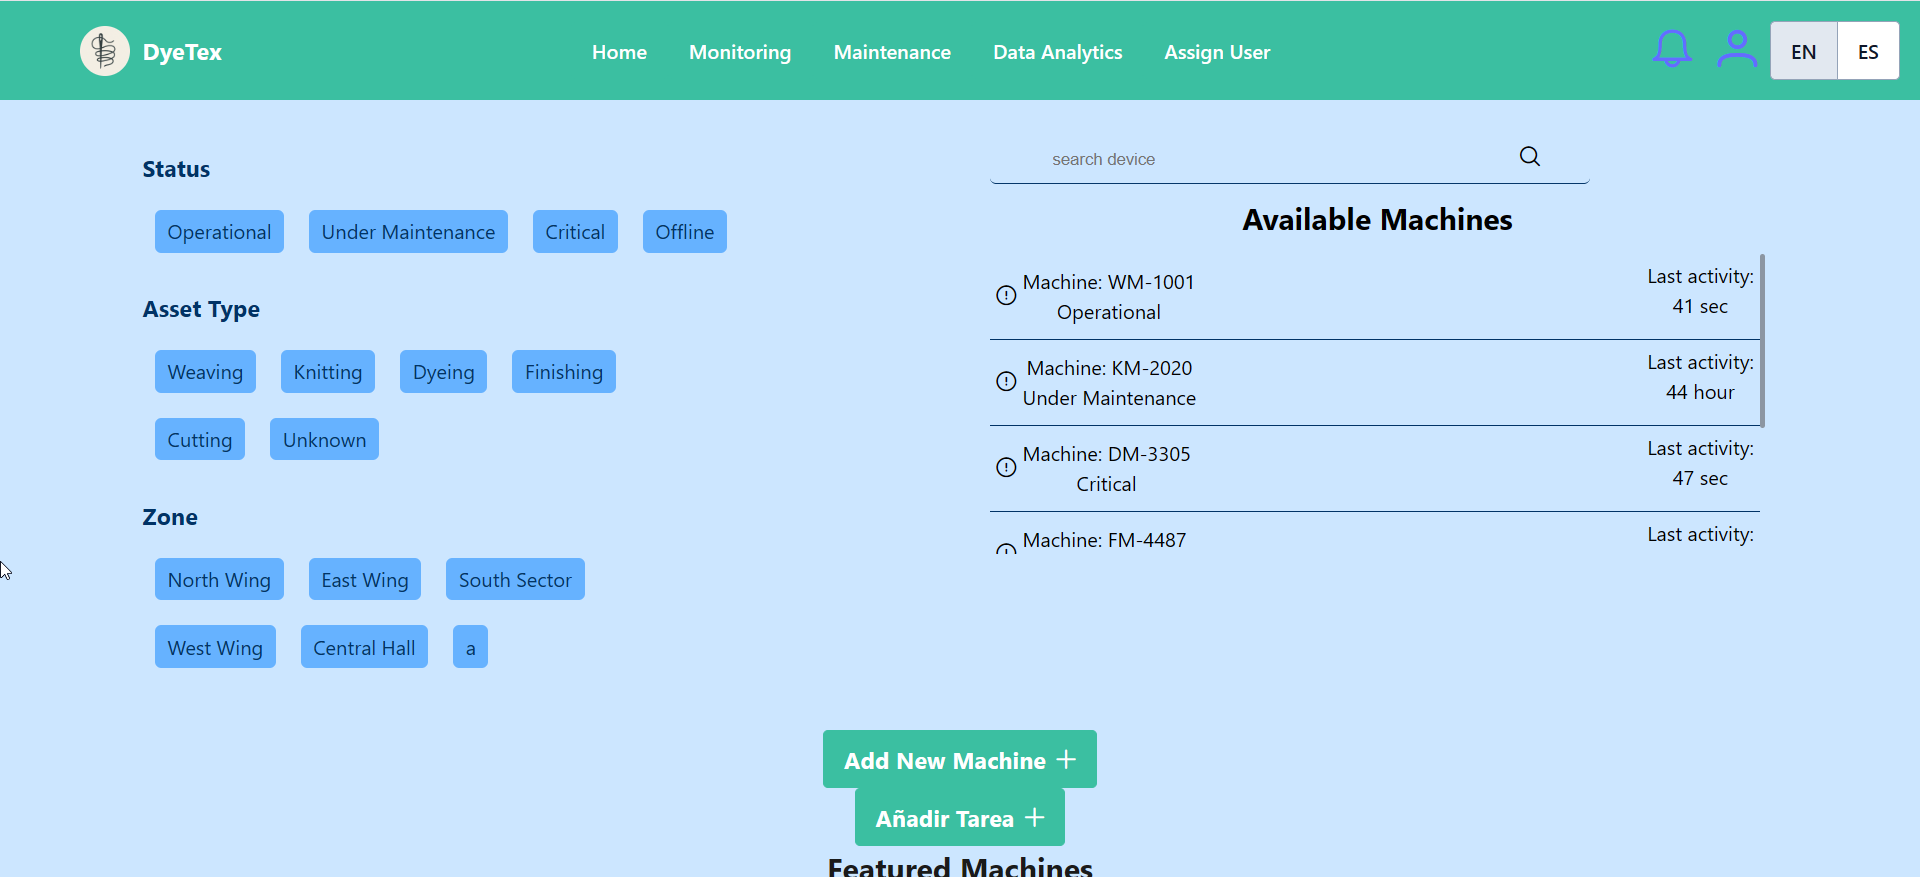 DyeTex
Home Monitoring Maintenance Data Analytics Assign User
EN ES
Status
Operational Under Maintenance Critical Offline
Asset Type
Weaving Knitting Dyeing Finishing
Cutting Unknown
Zone
North Wing East Wing South Sector
West Wing Central Hall a
search device
Available Machines
Machine: WM-1001
Operational
Last activity:
41 sec
Machine: KM-2020
Under Maintenance
Last activity:
44 hour
Machine: DM-3305
Critical
Last activity:
47 sec
Machine: FM-4487
Last activity:
Add New Machine +
Añadir Tarea +
Featured Machines